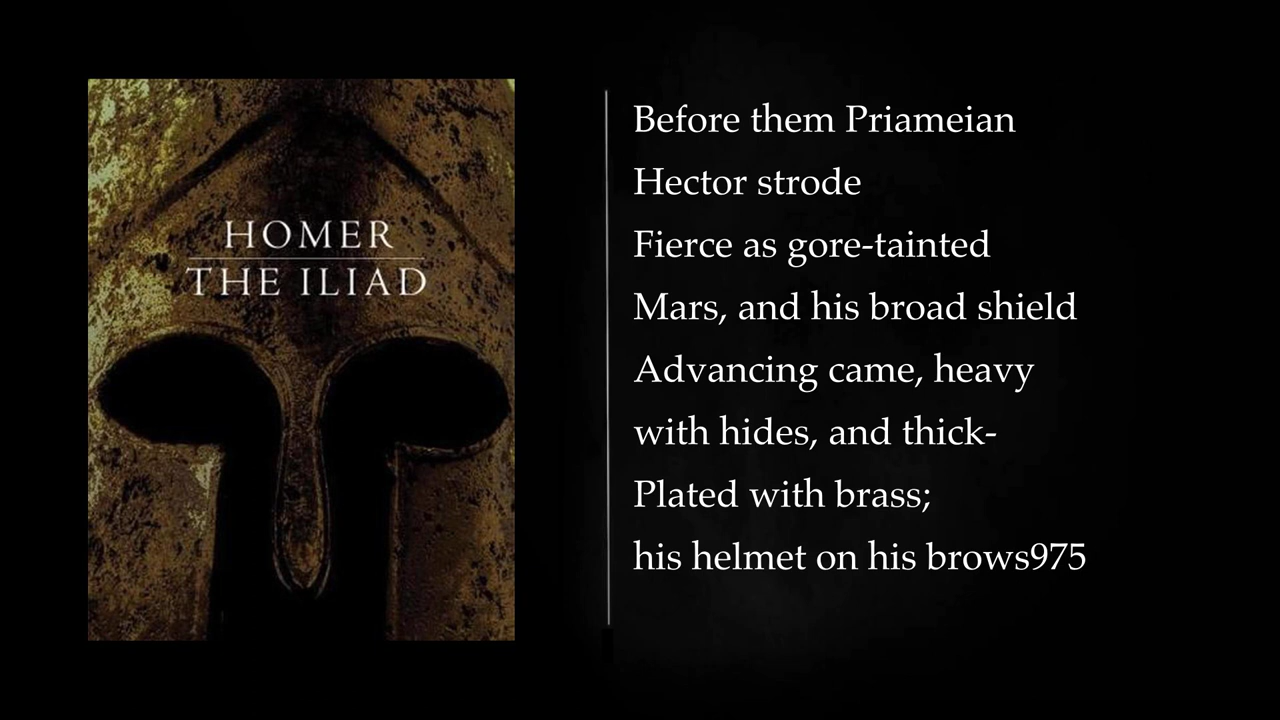 HOMER
THE ILIAD
Before them Priameian
Hector strode
Fierce as gore-tainted
Mars, and his broad shield
Advancing came, heavy
with hides, and thick-
Plated with brass;
his helmet on his brows975